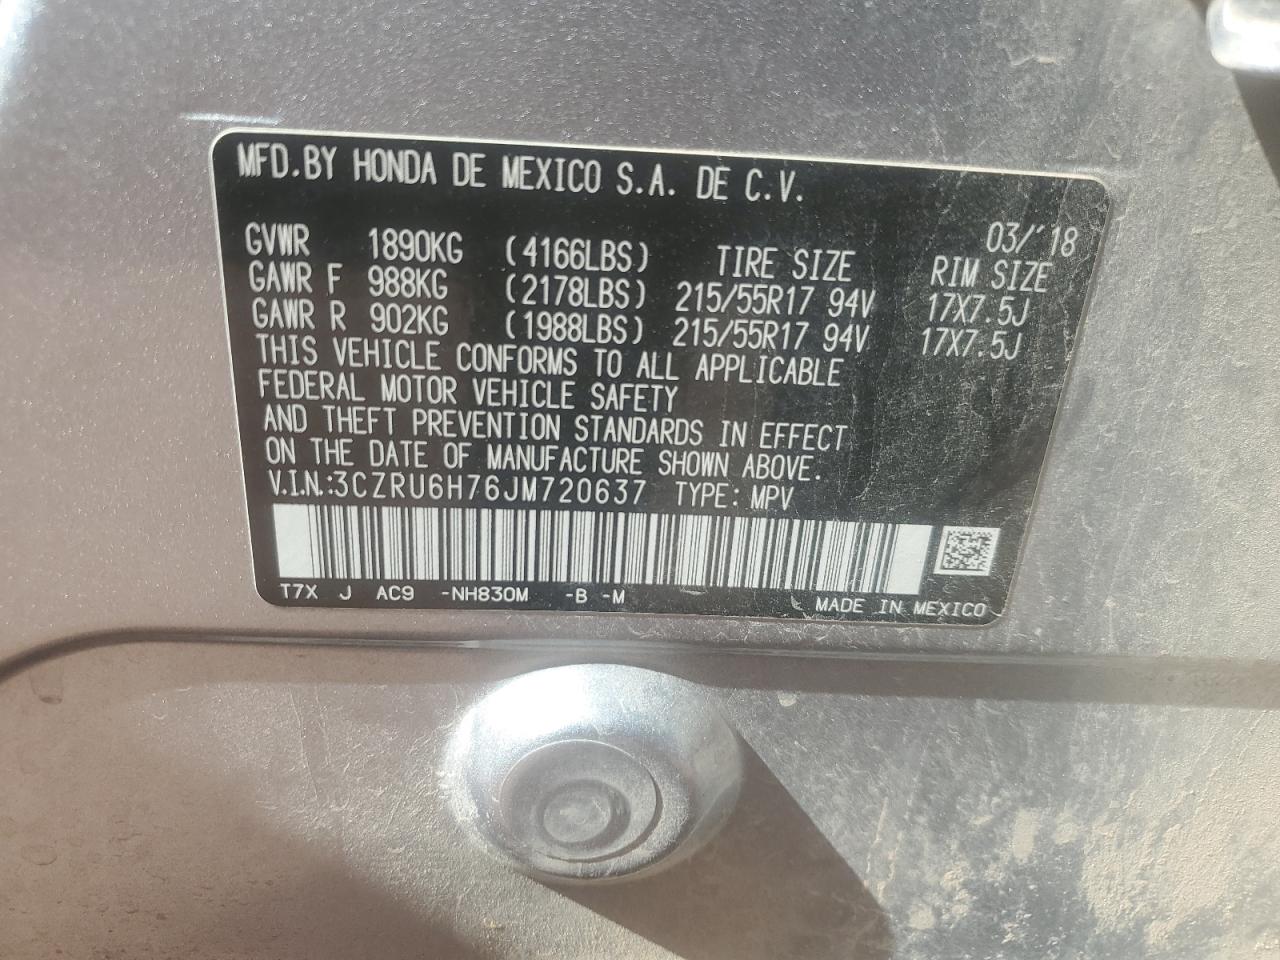 MFD.BY HONDA DE MEXICO S.A. DE C.V.
03/'18
GVWR 1890KG (4166LBS) TIRE SIZE RIM SIZE
GAWR F 988KG (2178LBS) 215/55R17 94V 17X7.5J
GAWR R 902KG (1988LBS) 215/55R17 94V 17X7.5J
THIS VEHICLE CONFORMS TO ALL APPLICABLE
FEDERAL MOTOR VEHICLE SAFETY
AND THEFT PREVENTION STANDARDS IN EFFECT
ON THE DATE OF MANUFACTURE SHOWN ABOVE.
V.I.N.:3CZRU6H76JM720637 TYPE: MPV
T7X J AC9 -NH830M -B -M
MADE IN MEXICO